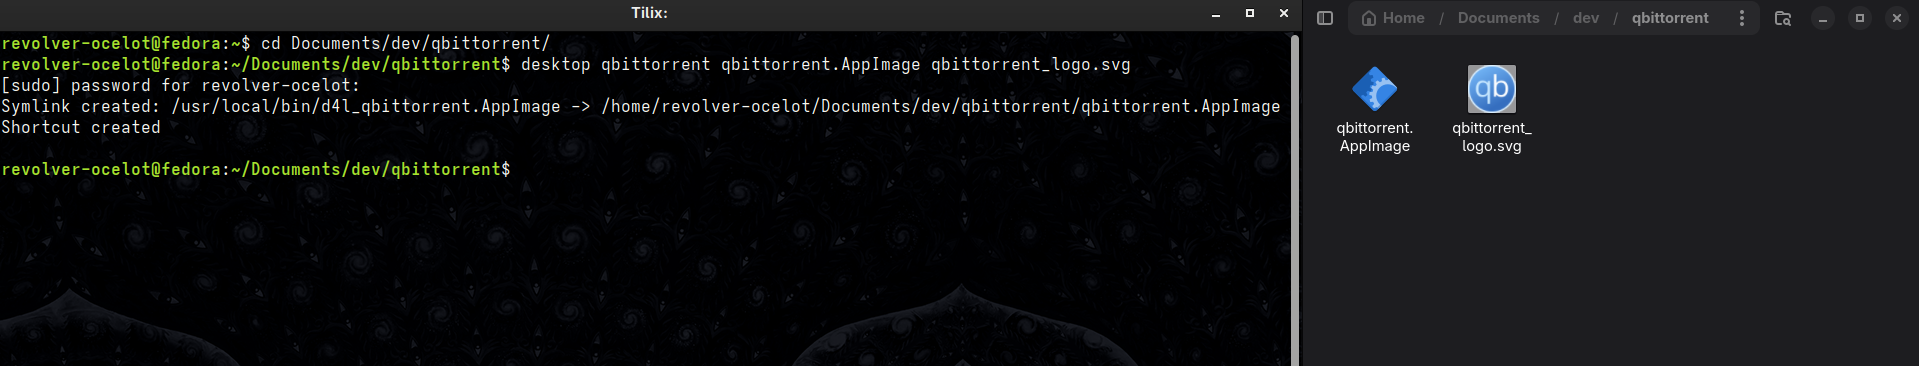 Tilix:
revolver-ocelot@fedora:~$ cd Documents/dev/qbittorrent/
revolver-ocelot@fedora:~/Documents/dev/qbittorrent$ desktop qbittorrent qbittorrent.AppImage qbittorrent_logo.svg
[sudo] password for revolver-ocelot:
Symlink created: /usr/local/bin/d4l_qbittorrent.AppImage -> /home/revolver-ocelot/Documents/dev/qbittorrent/qbittorrent.AppImage
Shortcut created
revolver-ocelot@fedora:~/Documents/dev/qbittorrent$
Home / Documents / dev / qbittorrent
qb
qbittorrent.
AppImage
qbittorrent_
logo.svg